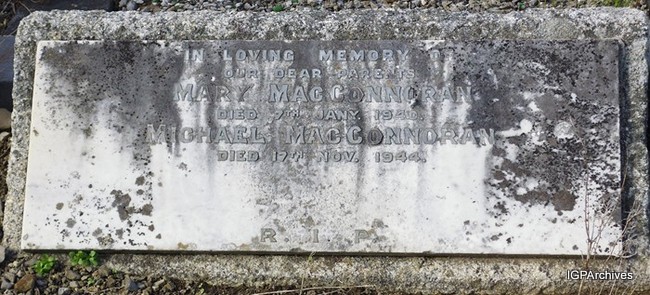 IN LOVING MEMORY OF
OUR DEAR PARENTS
MARY MACCONNORAN
DIED 7TH JANY.
MICHAEL MACCONNORAN
DIED 17TH NOV. 1944.
R. I. P.
IGPArchives